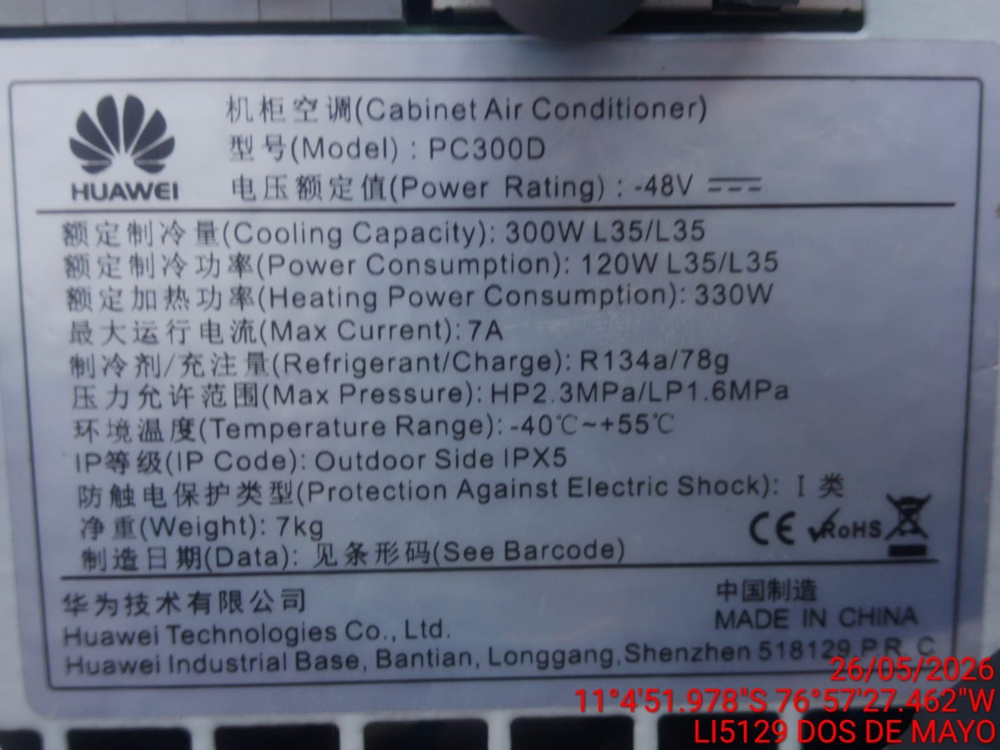 HUAWEI
机柜空调(Cabinet Air Conditioner)
型号(Model) : PC300D
电压额定值(Power Rating) : -48V
额定制冷量(Cooling Capacity): 300W L35/L35
额定制冷功率(Power Consumption): 120W L35/L35
额定加热功率(Heating Power Consumption): 330W
最大运行电流(Max Current): 7A
制冷剂/充注量(Refrigerant/Charge): R134a/78g
压力允许范围(Max Pressure): HP2.3MPa/LP1.6MPa
环境温度(Temperature Range): -40℃~+55℃
IP等级(IP Code): Outdoor Side IPX5
防触电保护类型(Protection Against Electric Shock): I 类
净重(Weight): 7kg
CE RoHS
制造日期(Data): 见条形码(See Barcode)
华为技术有限公司
中国制造
MADE IN CHINA
Huawei Technologies Co., Ltd.
Huawei Industrial Base, Bantian, Longgang,Shenzhen 518129.P.R. C
26/05/2026
11°4'51.978"S 76°57'27.462"W
LI5129 DOS DE MAYO